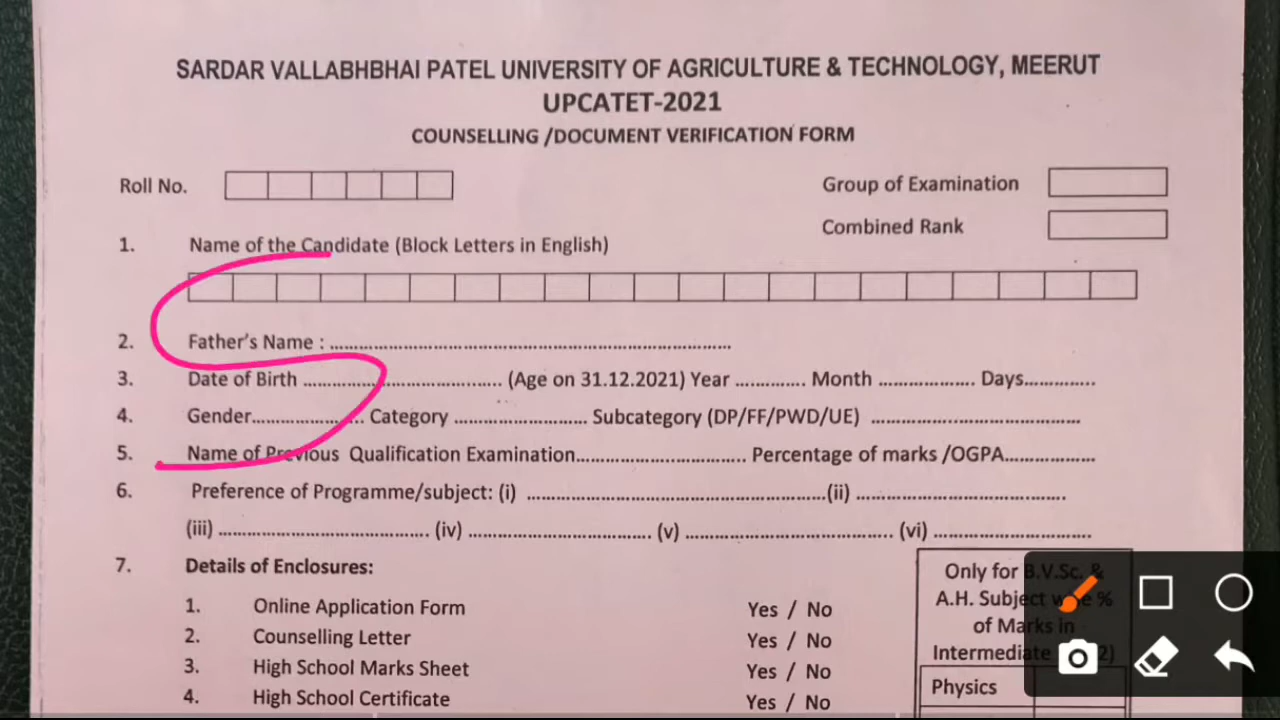 SARDAR VALLABHBHAI PATEL UNIVERSITY OF AGRICULTURE & TECHNOLOGY, MEERUT
UPCATET-2021
COUNSELLING /DOCUMENT VERIFICATION FORM
Roll No.
Group of Examination
Combined Rank
1. Name of the Candidate (Block Letters in English)
2. Father's Name : ..........
3. Date of Birth .......... (Age on 31.12.2021) Year .......... Month .......... Days..........
4. Gender.......... Category .......... Subcategory (DP/FF/PWD/UE) ..........
5. Name of Previous Qualification Examination.......... Percentage of marks /OGPA..........
6. Preference of Programme/subject: (i) ..........(ii) ..........
(iii) .......... (iv) .......... (v) .......... (vi) ..........
7. Details of Enclosures:
1. Online Application Form Yes / No
2. Counselling Letter Yes / No
3. High School Marks Sheet Yes / No
4. High School Certificate Yes / No
Only for B.V.Sc. &
A.H. Subject %
of Marks in
Intermediate
Physics